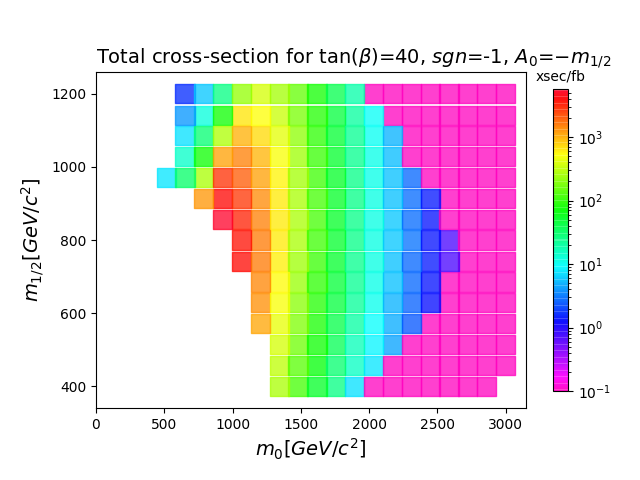 Total cross-section for tan(β)=40, sgn=-1, A₀=−m₁/₂
xsec/fb
1200
1000
800
600
400
m₁/₂[GeV/c²]
0 500 1000 1500 2000 2500 3000
m₀[GeV/c²]
10³
10²
10¹
10⁰
10⁻¹